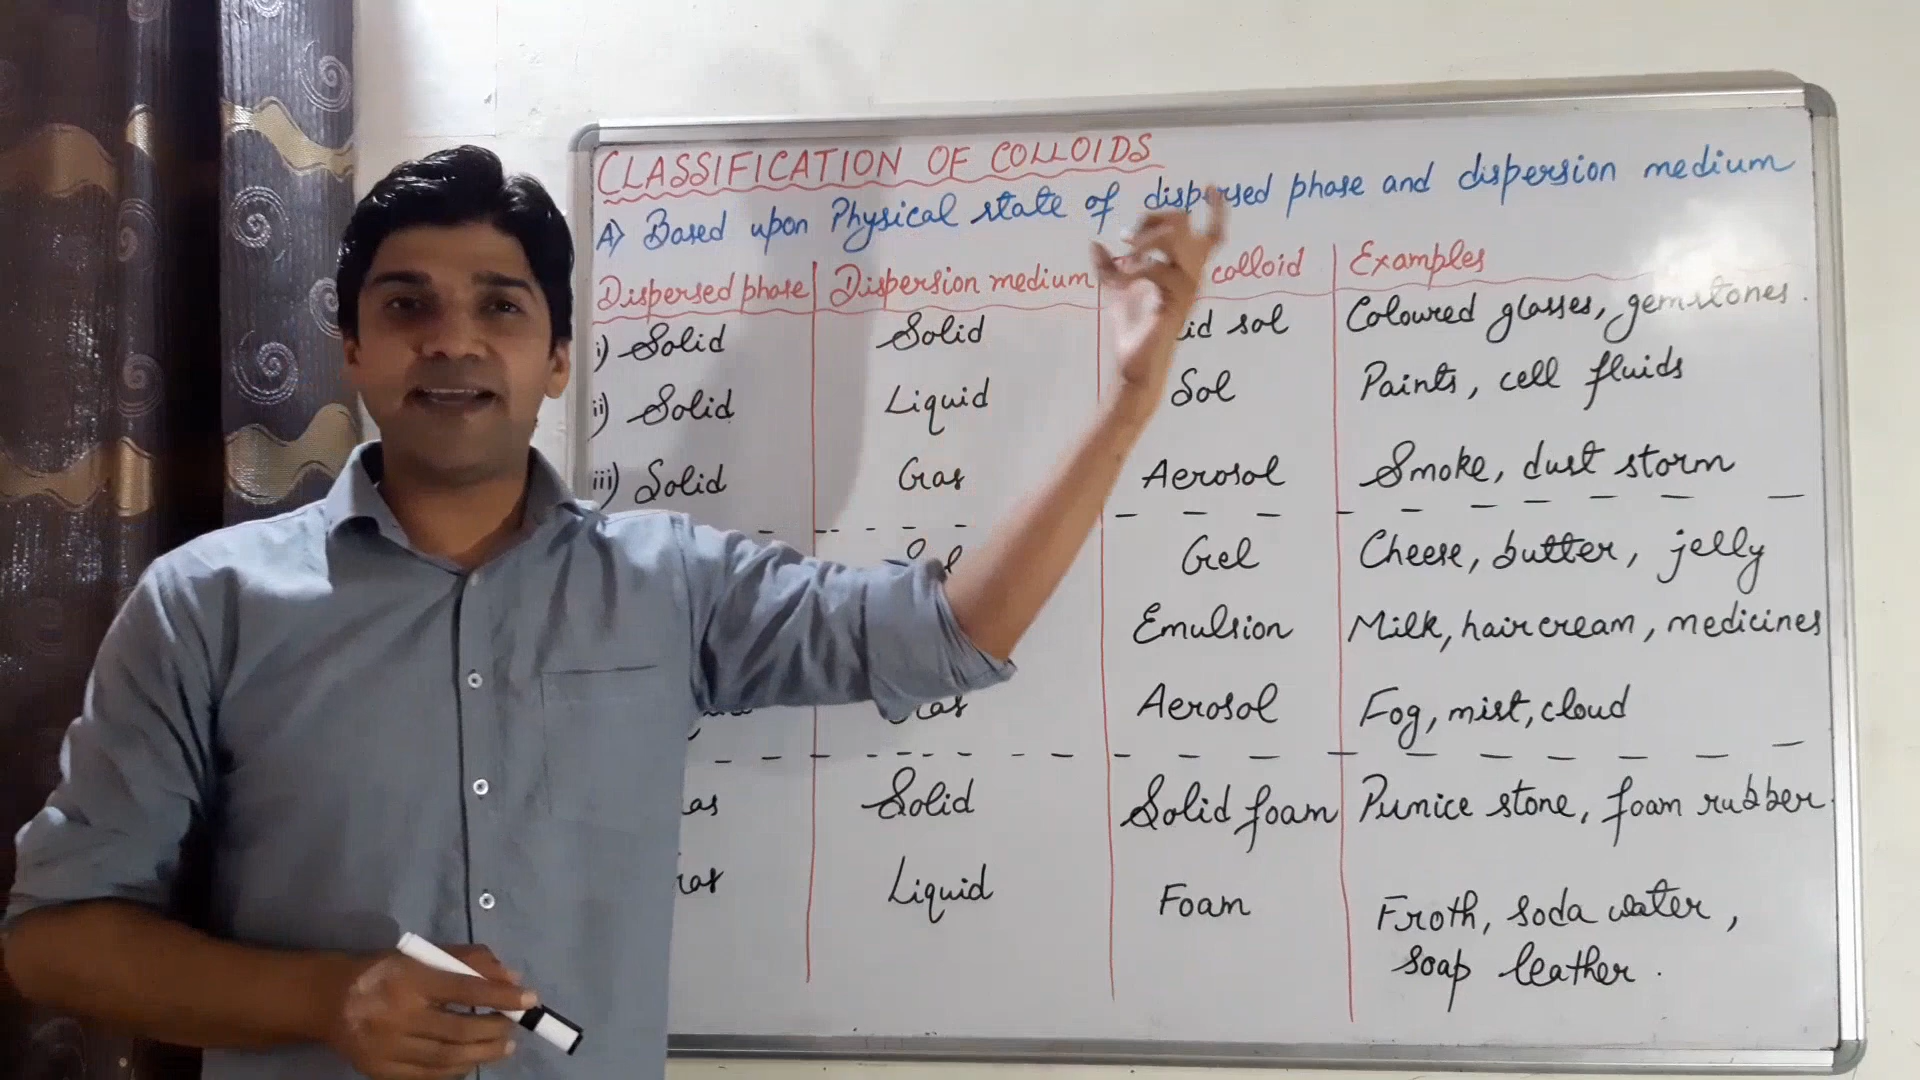 CLASSIFICATION OF COLLOIDS
A) Based upon Physical state of dispersed phase and dispersion medium
Dispersed phase Dispersion medium colloid Examples
i) Solid Solid sol Coloured glasses, gemstones.
ii) Solid Liquid Sol Paints, cell fluids
iii) Solid Gas Aerosol Smoke, dust storm
Gel Cheese, butter, jelly
Emulsion Milk, haircream, medicines
Aerosol Fog, mist, cloud
Solid Solid foam Pumice stone, foam rubber.
Liquid Foam Froth, soda water,
soap leather.